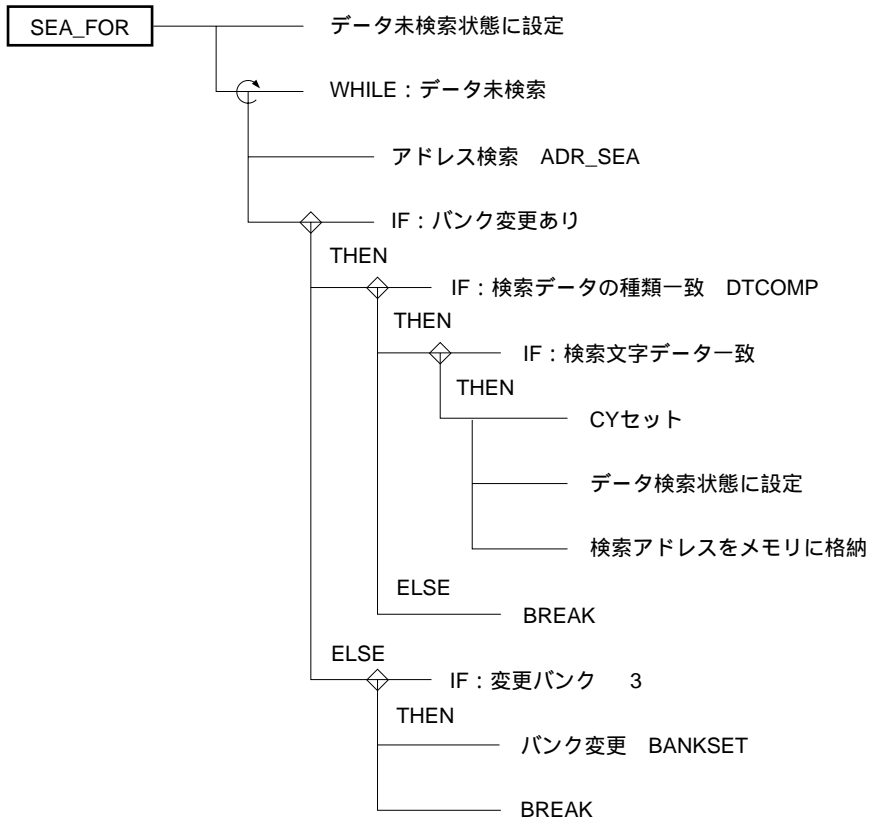 SEA_FOR
データ未検索状態に設定
WHILE：データ未検索
アドレス検索　ADR_SEA
IF：バンク変更あり
THEN
IF：検索データの種類一致　DTCOMP
THEN
IF：検索文字データ一致
THEN
CYセット
データ検索状態に設定
検索アドレスをメモリに格納
ELSE
BREAK
ELSE
IF：変更バンク　3
THEN
バンク変更　BANKSET
BREAK